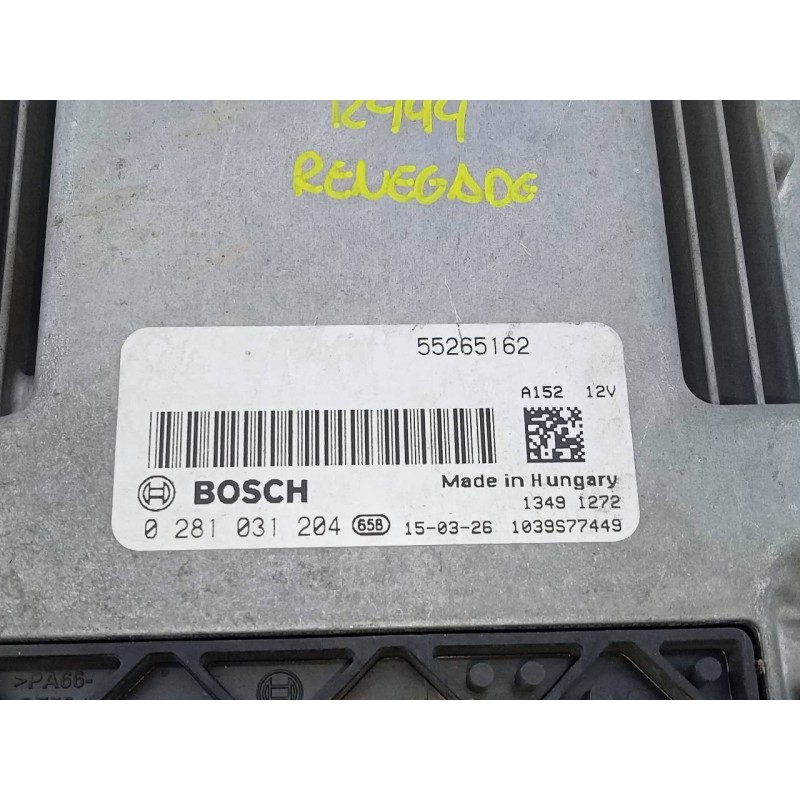 R444
RENEGADE
55265162
A152 12V
BOSCH
Made in Hungary
1349 1272
0 281 031 204 658 15-03-26 1039S77449
>PA66-